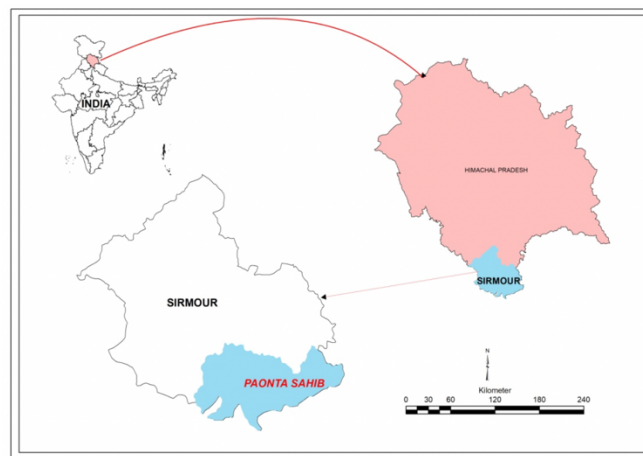 INDIA
HIMACHAL PRADESH
SIRMOUR
SIRMOUR
PAONTA SAHIB
N
Kilometer
0 30 60 120 180 240